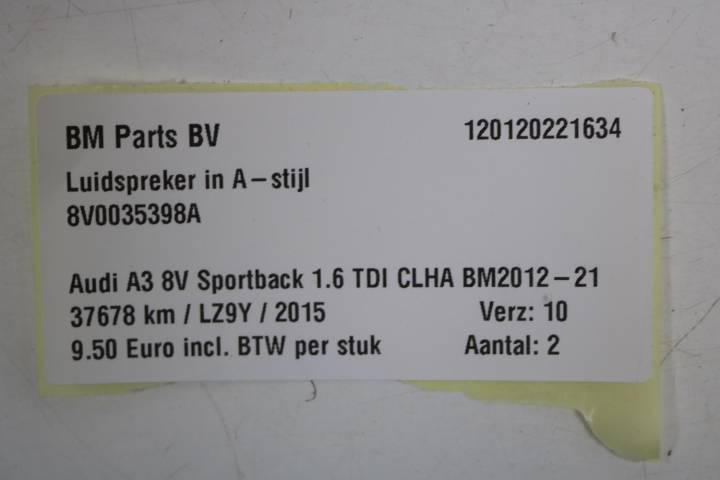 BM Parts BV 120120221634
Luidspreker in A-stijl
8V0035398A
Audi A3 8V Sportback 1.6 TDI CLHA BM2012-21
37678 km / LZ9Y / 2015 Verz: 10
9.50 Euro incl. BTW per stuk Aantal: 2